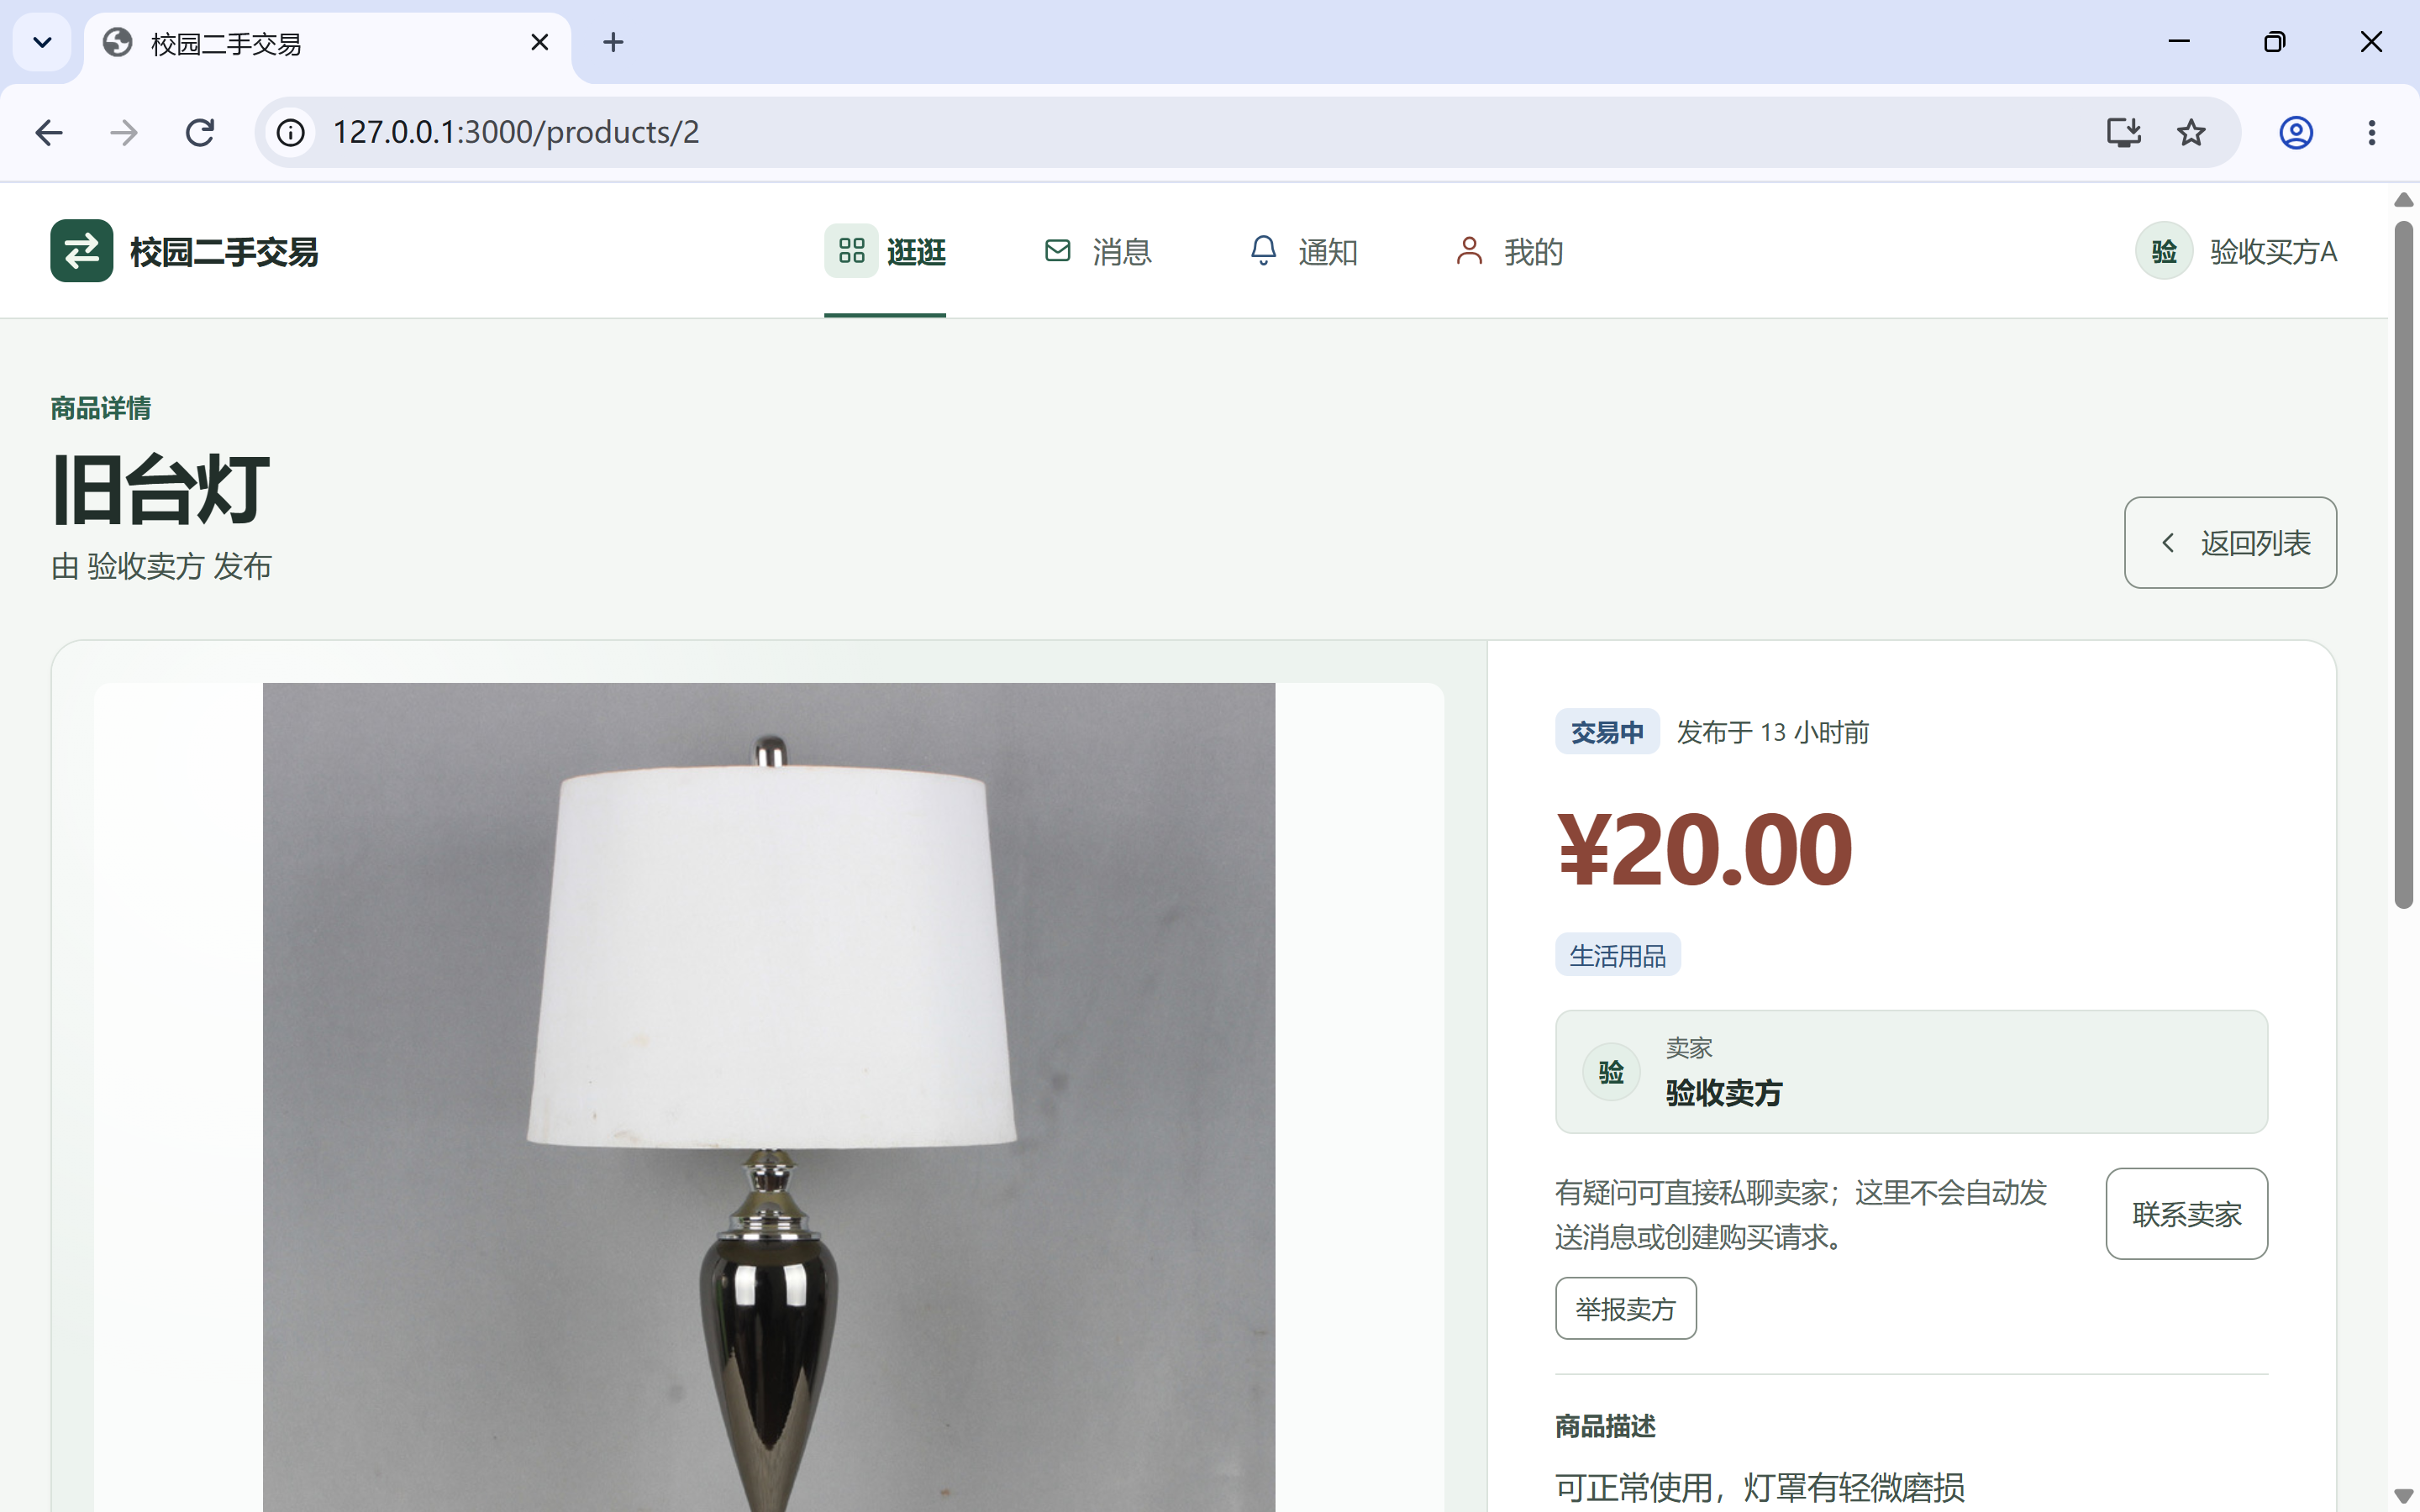 校园二手交易
127.0.0.1:3000/products/2
校园二手交易
逛逛
消息
通知
我的
验
验收买方A
商品详情
旧台灯
由 验收卖方 发布
返回列表
交易中
发布于 13 小时前
¥20.00
生活用品
验
卖家
验收卖方
有疑问可直接私聊卖家；这里不会自动发
送消息或创建购买请求。
联系卖家
举报卖方
商品描述
可正常使用，灯罩有轻微磨损